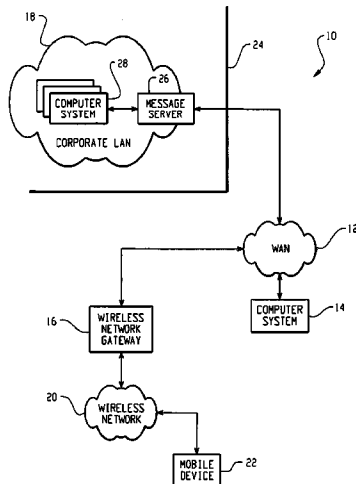 18
28
26
24
10
COMPUTER
SYSTEM
MESSAGE
SERVER
CORPORATE LAN
WAN
12
16
WIRELESS
NETWORK
GATEWAY
COMPUTER
SYSTEM
14
20
WIRELESS
NETWORK
MOBILE
DEVICE
22